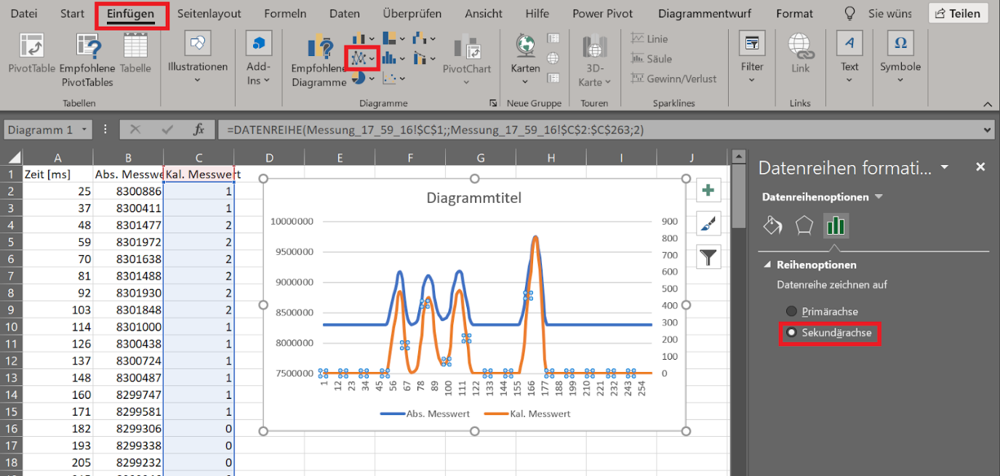 Datei Start Einfügen Seitenlayout Formeln Daten Überprüfen Ansicht Hilfe Power Pivot Diagrammentwurf Format Sie wüns Teilen
PivotTable Empfohlene PivotTables Tabelle
Tabellen
Illustrationen
Add-Ins
Empfohlene Diagramme
PivotChart
Diagramme
Karten
Neue Gruppe
3D-Karte
Touren
Linie
Säule
Gewinn/Verlust
Sparklines
Filter
Link
Links
A Text
Ω Symbole
Diagramm 1 fx =DATENREIHE(Messung_17_59_16!$C$1;;Messung_17_59_16!$C$2:$C$263;2)
A B C D E F G H I J
1 Zeit [ms] Abs. Messwe Kal. Messwert
2 25 8300886 1
3 37 8300411 1
4 48 8301477 2
5 59 8301972 2
6 70 8301638 2
7 81 8301488 2
8 92 8301930 2
9 103 8301848 2
10 114 8301000 1
11 126 8300438 1
12 137 8300724 1
13 148 8300487 1
14 160 8299747 1
15 171 8299581 1
16 182 8299306 0
17 193 8299338 0
18 205 8299232 0
Diagrammtitel
10000000
9500000
9000000
8500000
8000000
7500000
900
800
700
600
500
400
300
200
100
0
1 12 23 34 45 56 67 78 89 100 111 122 133 144 155 166 177 188 199 210 221 232 243 254
Abs. Messwert Kal. Messwert
Datenreihen formati...
Datenreihenoptionen
Reihenoptionen
Datenreihe zeichnen auf
Primärachse
Sekundärachse